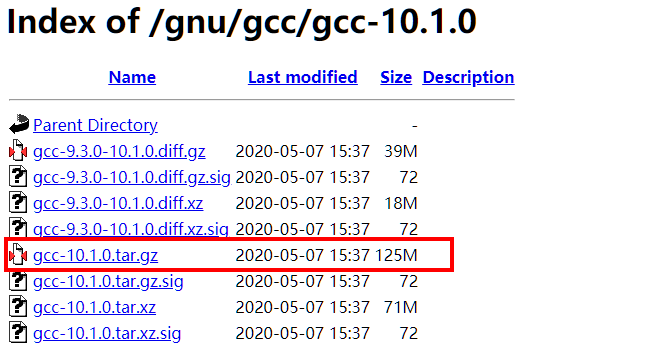 Index of /gnu/gcc/gcc-10.1.0
Name Last modified Size Description
Parent Directory -
gcc-9.3.0-10.1.0.diff.gz 2020-05-07 15:37 39M
gcc-9.3.0-10.1.0.diff.gz.sig 2020-05-07 15:37 72
gcc-9.3.0-10.1.0.diff.xz 2020-05-07 15:37 18M
gcc-9.3.0-10.1.0.diff.xz.sig 2020-05-07 15:37 72
gcc-10.1.0.tar.gz 2020-05-07 15:37 125M
gcc-10.1.0.tar.gz.sig 2020-05-07 15:37 72
gcc-10.1.0.tar.xz 2020-05-07 15:37 71M
gcc-10.1.0.tar.xz.sig 2020-05-07 15:37 72